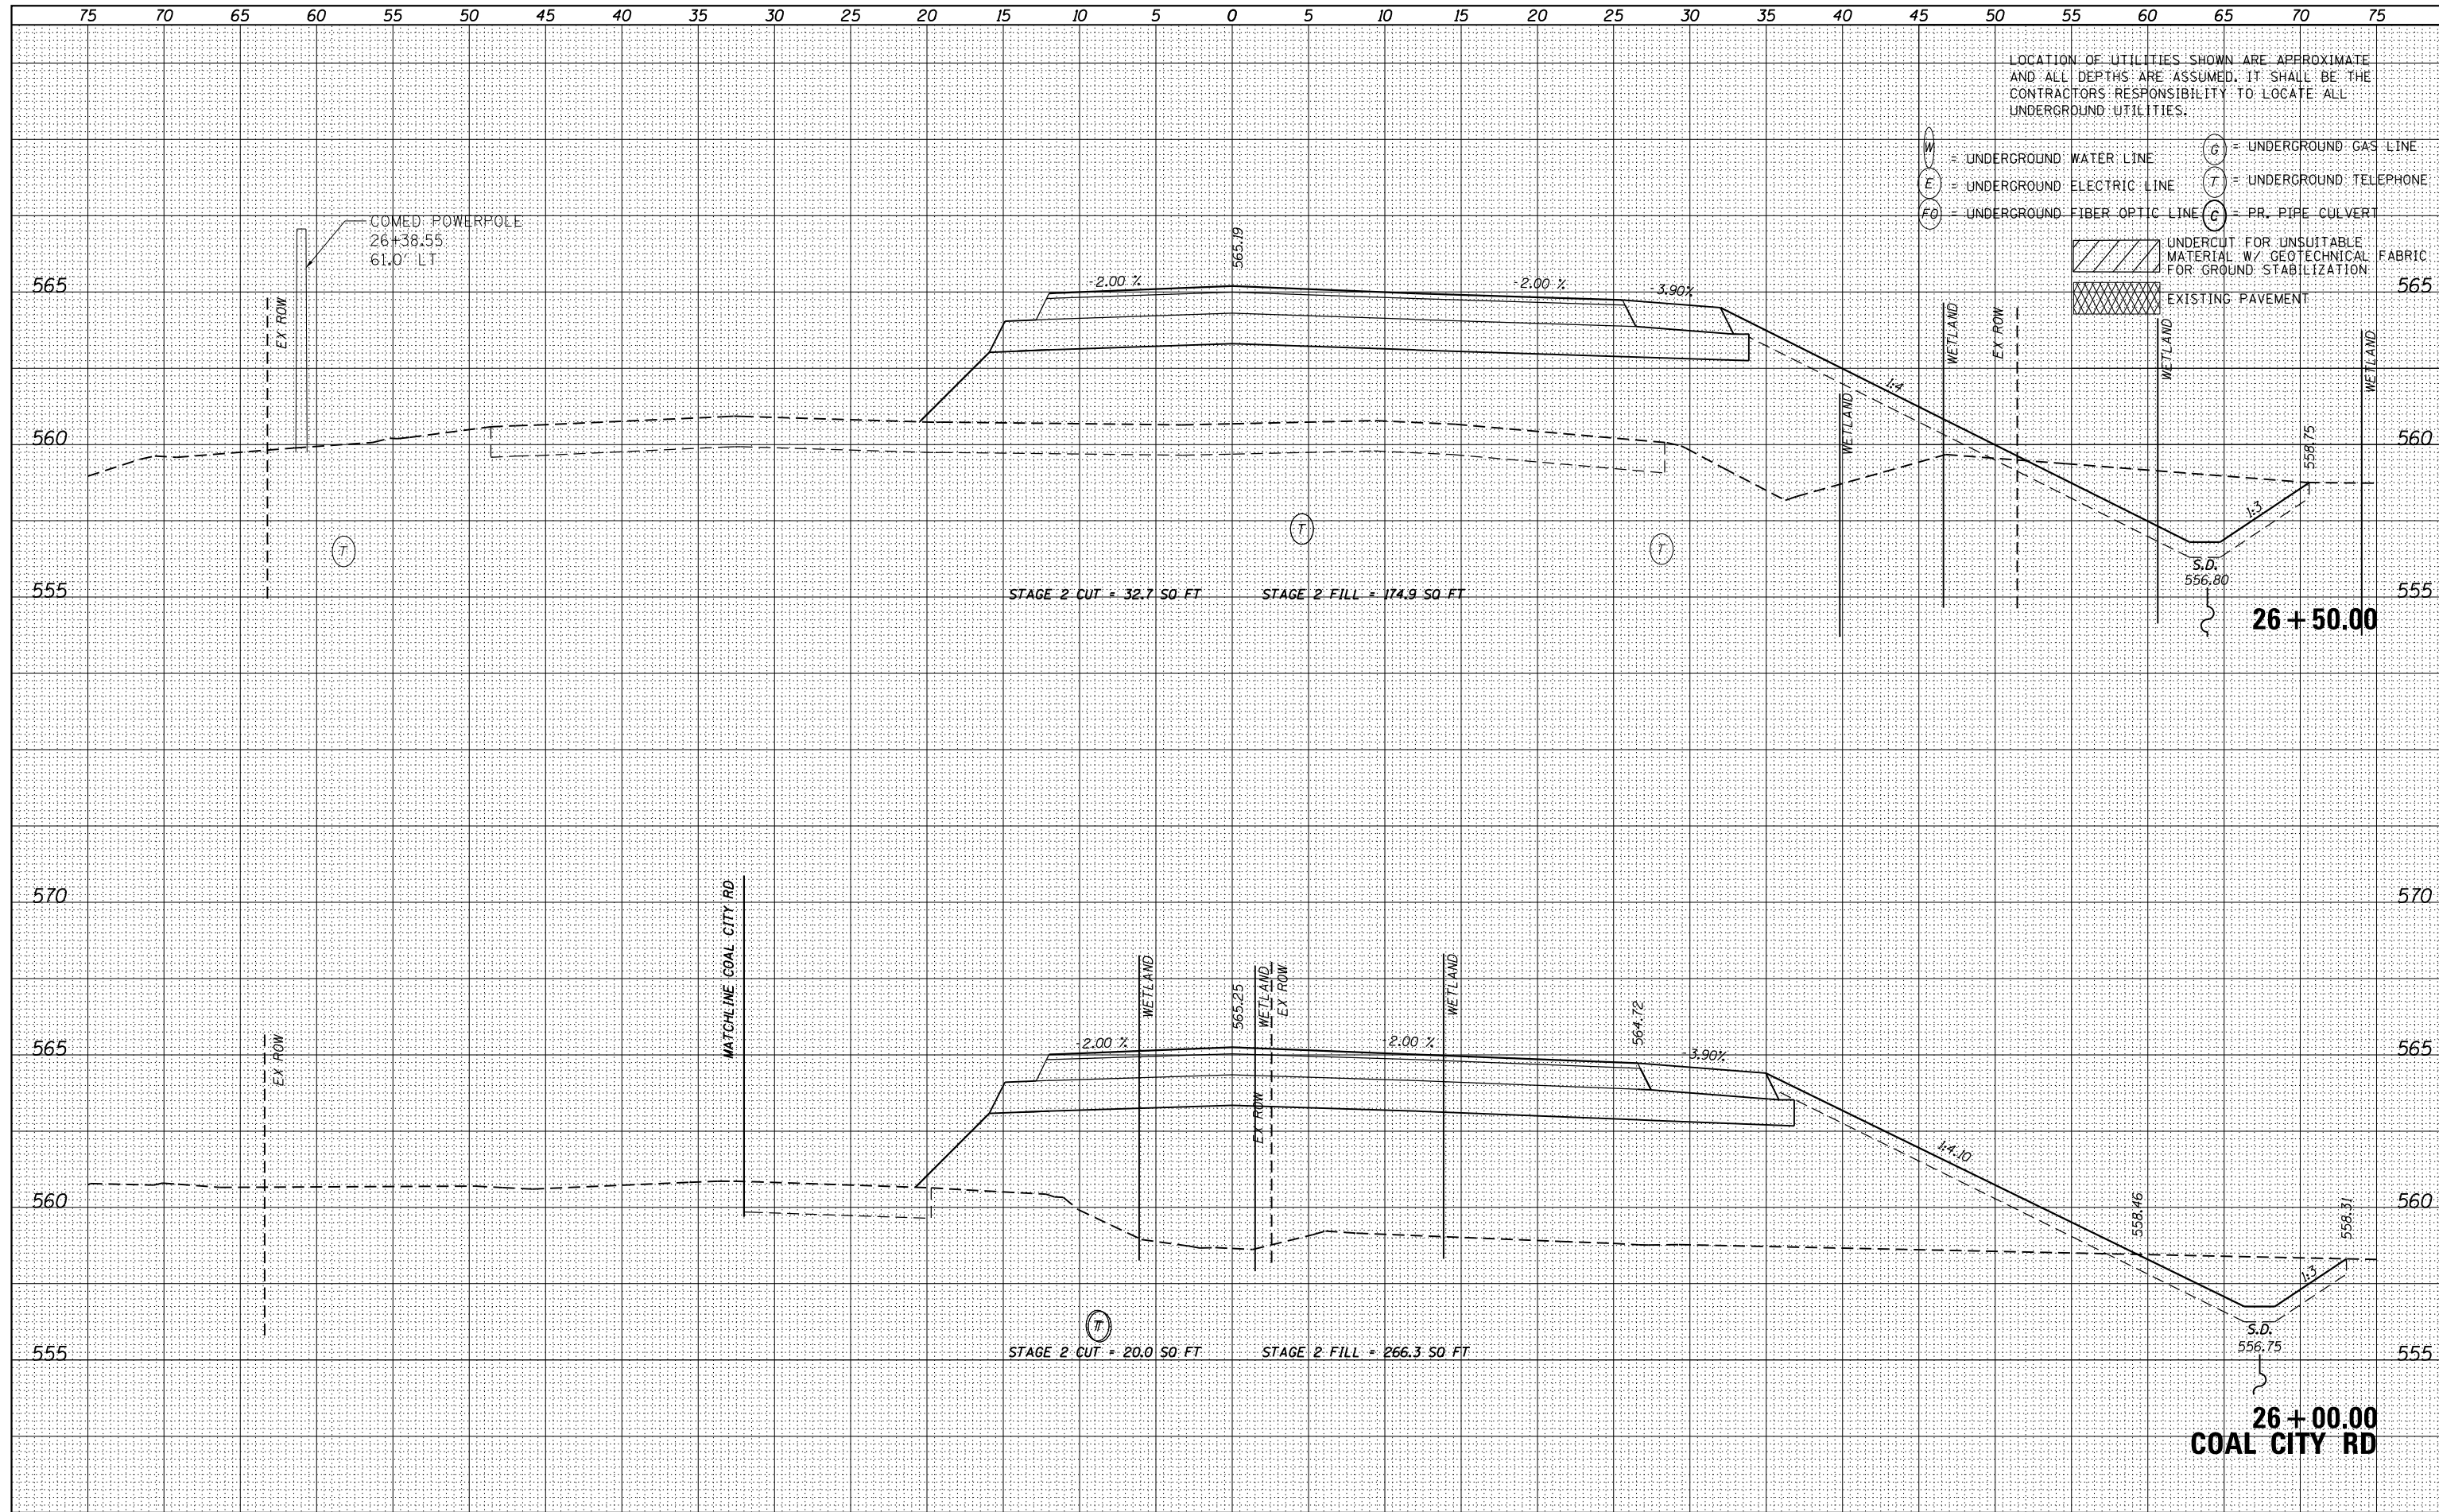 75 70 65 60 55 50 45 40 35 30 25 20 15 10 5 0 5 10 15 20 25 30 35 40 45 50 55 60 65 70 75
LOCATION OF UTILITIES SHOWN ARE APPROXIMATE
AND ALL DEPTHS ARE ASSUMED. IT SHALL BE THE
CONTRACTORS RESPONSIBILITY TO LOCATE ALL
UNDERGROUND UTILITIES.
W = UNDERGROUND WATER LINE
G = UNDERGROUND GAS LINE
E = UNDERGROUND ELECTRIC LINE
T = UNDERGROUND TELEPHONE
FO = UNDERGROUND FIBER OPTIC LINE
C = PR. PIPE CULVERT
UNDERCUT FOR UNSUITABLE
MATERIAL W/ GEOTECHNICAL FABRIC
FOR GROUND STABILIZATION
EXISTING PAVEMENT
COMED POWERPOLE
26+38.55
61.0' LT
EX ROW
565.19
-2.00 %
-2.00 %
-3.90%
565
565
WETLAND
EX ROW
WETLAND
WETLAND
WETLAND
1:4
560
558.75
560
1:3
T
T
T
S.D.
556.80
555
STAGE 2 CUT = 32.7 SQ FT
STAGE 2 FILL = 174.9 SQ FT
555
26+50.00
570
570
MATCHLINE COAL CITY RD
WETLAND
565.25
WETLAND
EX ROW
WETLAND
564.72
565
EX ROW
-2.00 %
-2.00 %
-3.90%
565
EX ROW
1:4.10
560
558.46
558.31
560
1:3
TT
S.D.
556.75
555
STAGE 2 CUT = 20.0 SQ FT
STAGE 2 FILL = 266.3 SQ FT
555
26+00.00
COAL CITY RD